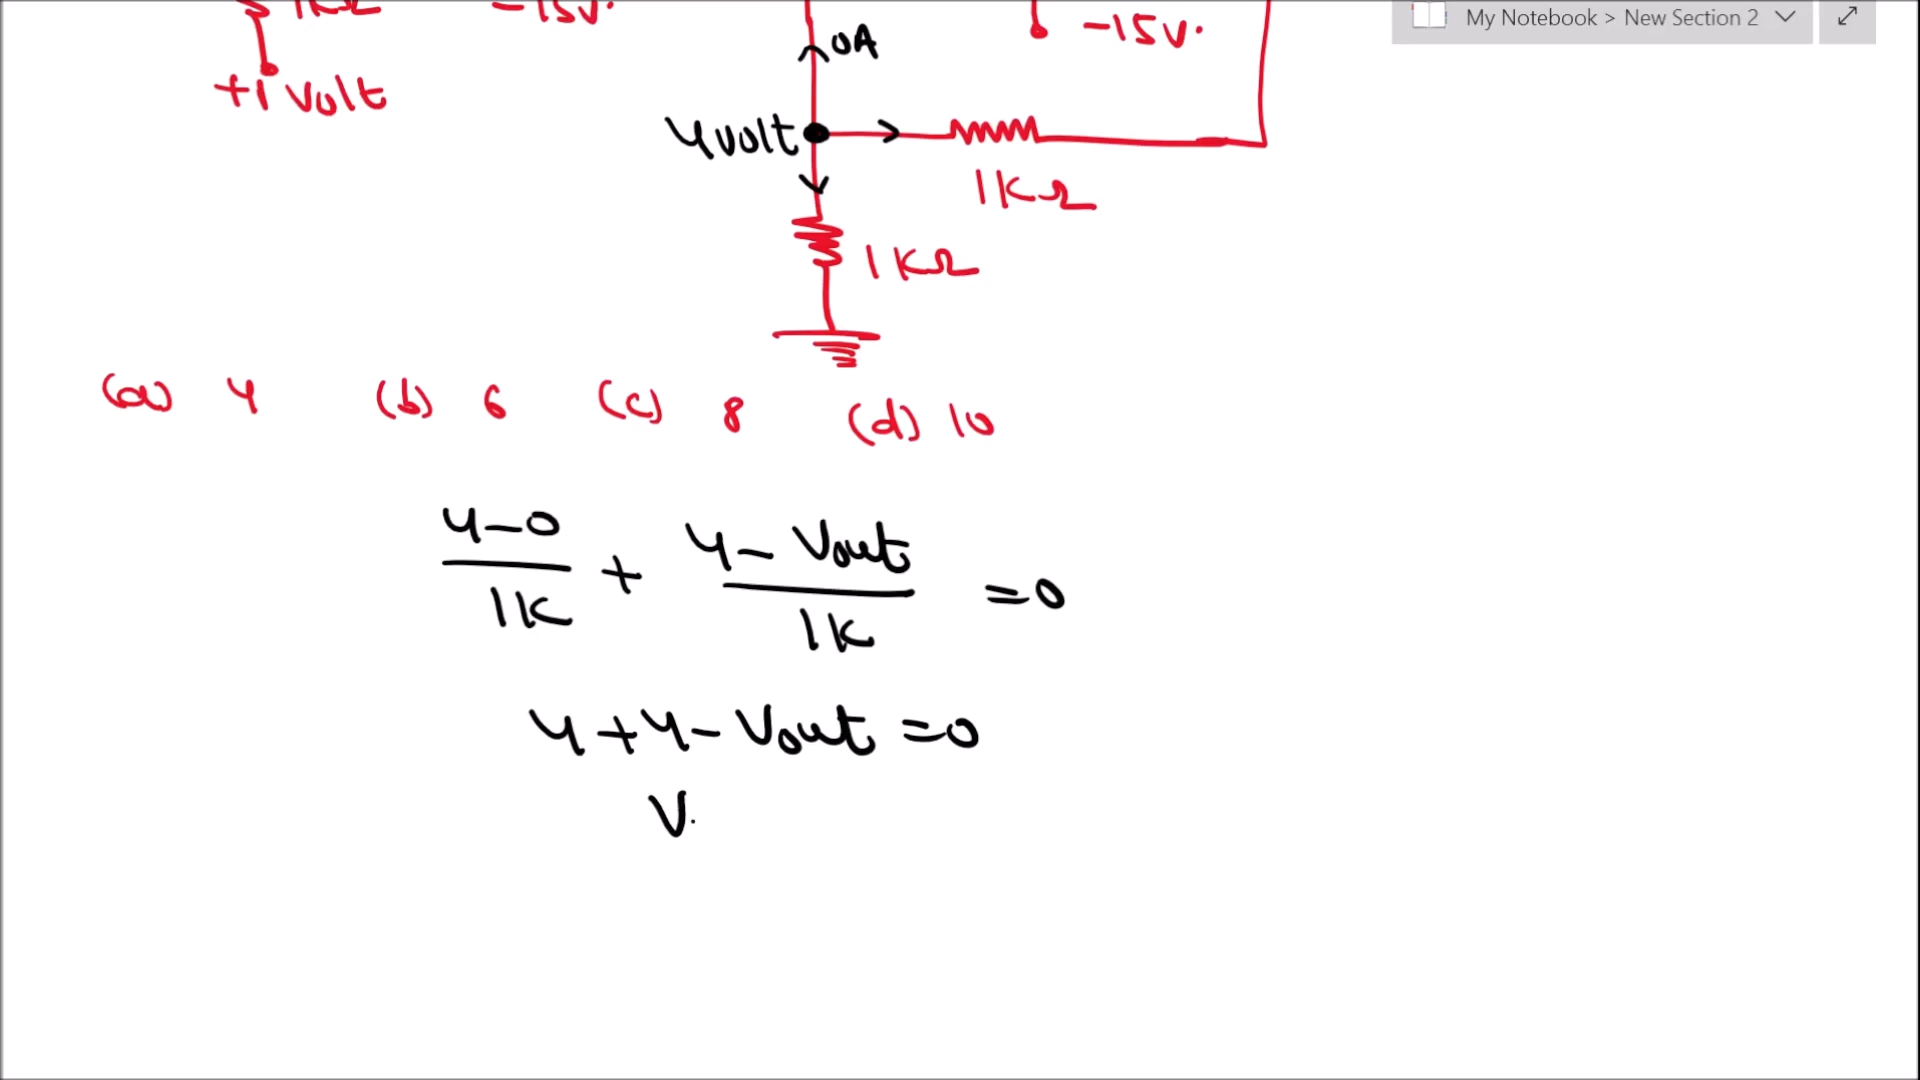 1KΩ -15V.
My Notebook > New Section 2
-15V.
0A
+1 Volt
4volt
1KΩ
1KΩ
(a) 4 (b) 6 (c) 8 (d) 10
4-0 / 1K + 4-Vout / 1K =0
4+4-Vout =0
V.